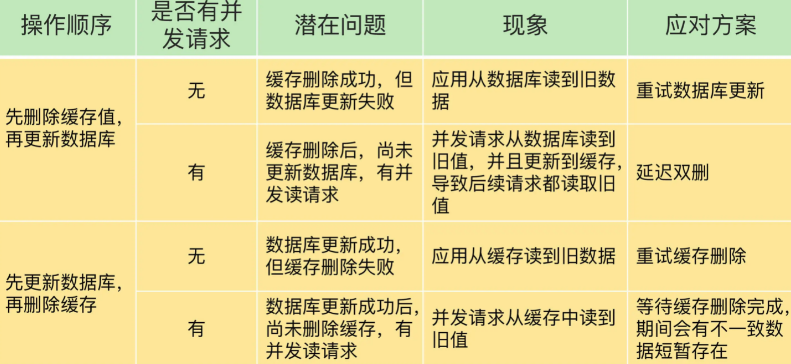 操作顺序
是否有并
发请求
潜在问题
现象
应对方案
先删除缓存值，
再更新数据库
无
缓存删除成功，但
数据库更新失败
应用从数据库读到旧数
据
重试数据库更新
有
缓存删除后，尚未
更新数据库，有并
发读请求
并发请求从数据库读到
旧值，并且更新到缓存，
导致后续请求都读取旧
值
延迟双删
先更新数据库，
再删除缓存
无
数据库更新成功，
但缓存删除失败
应用从缓存读到旧数据
重试缓存删除
有
数据库更新成功后，
尚未删除缓存，有
并发读请求
并发请求从缓存中读到
旧值
等待缓存删除完成，
期间会有不一致数
据短暂存在